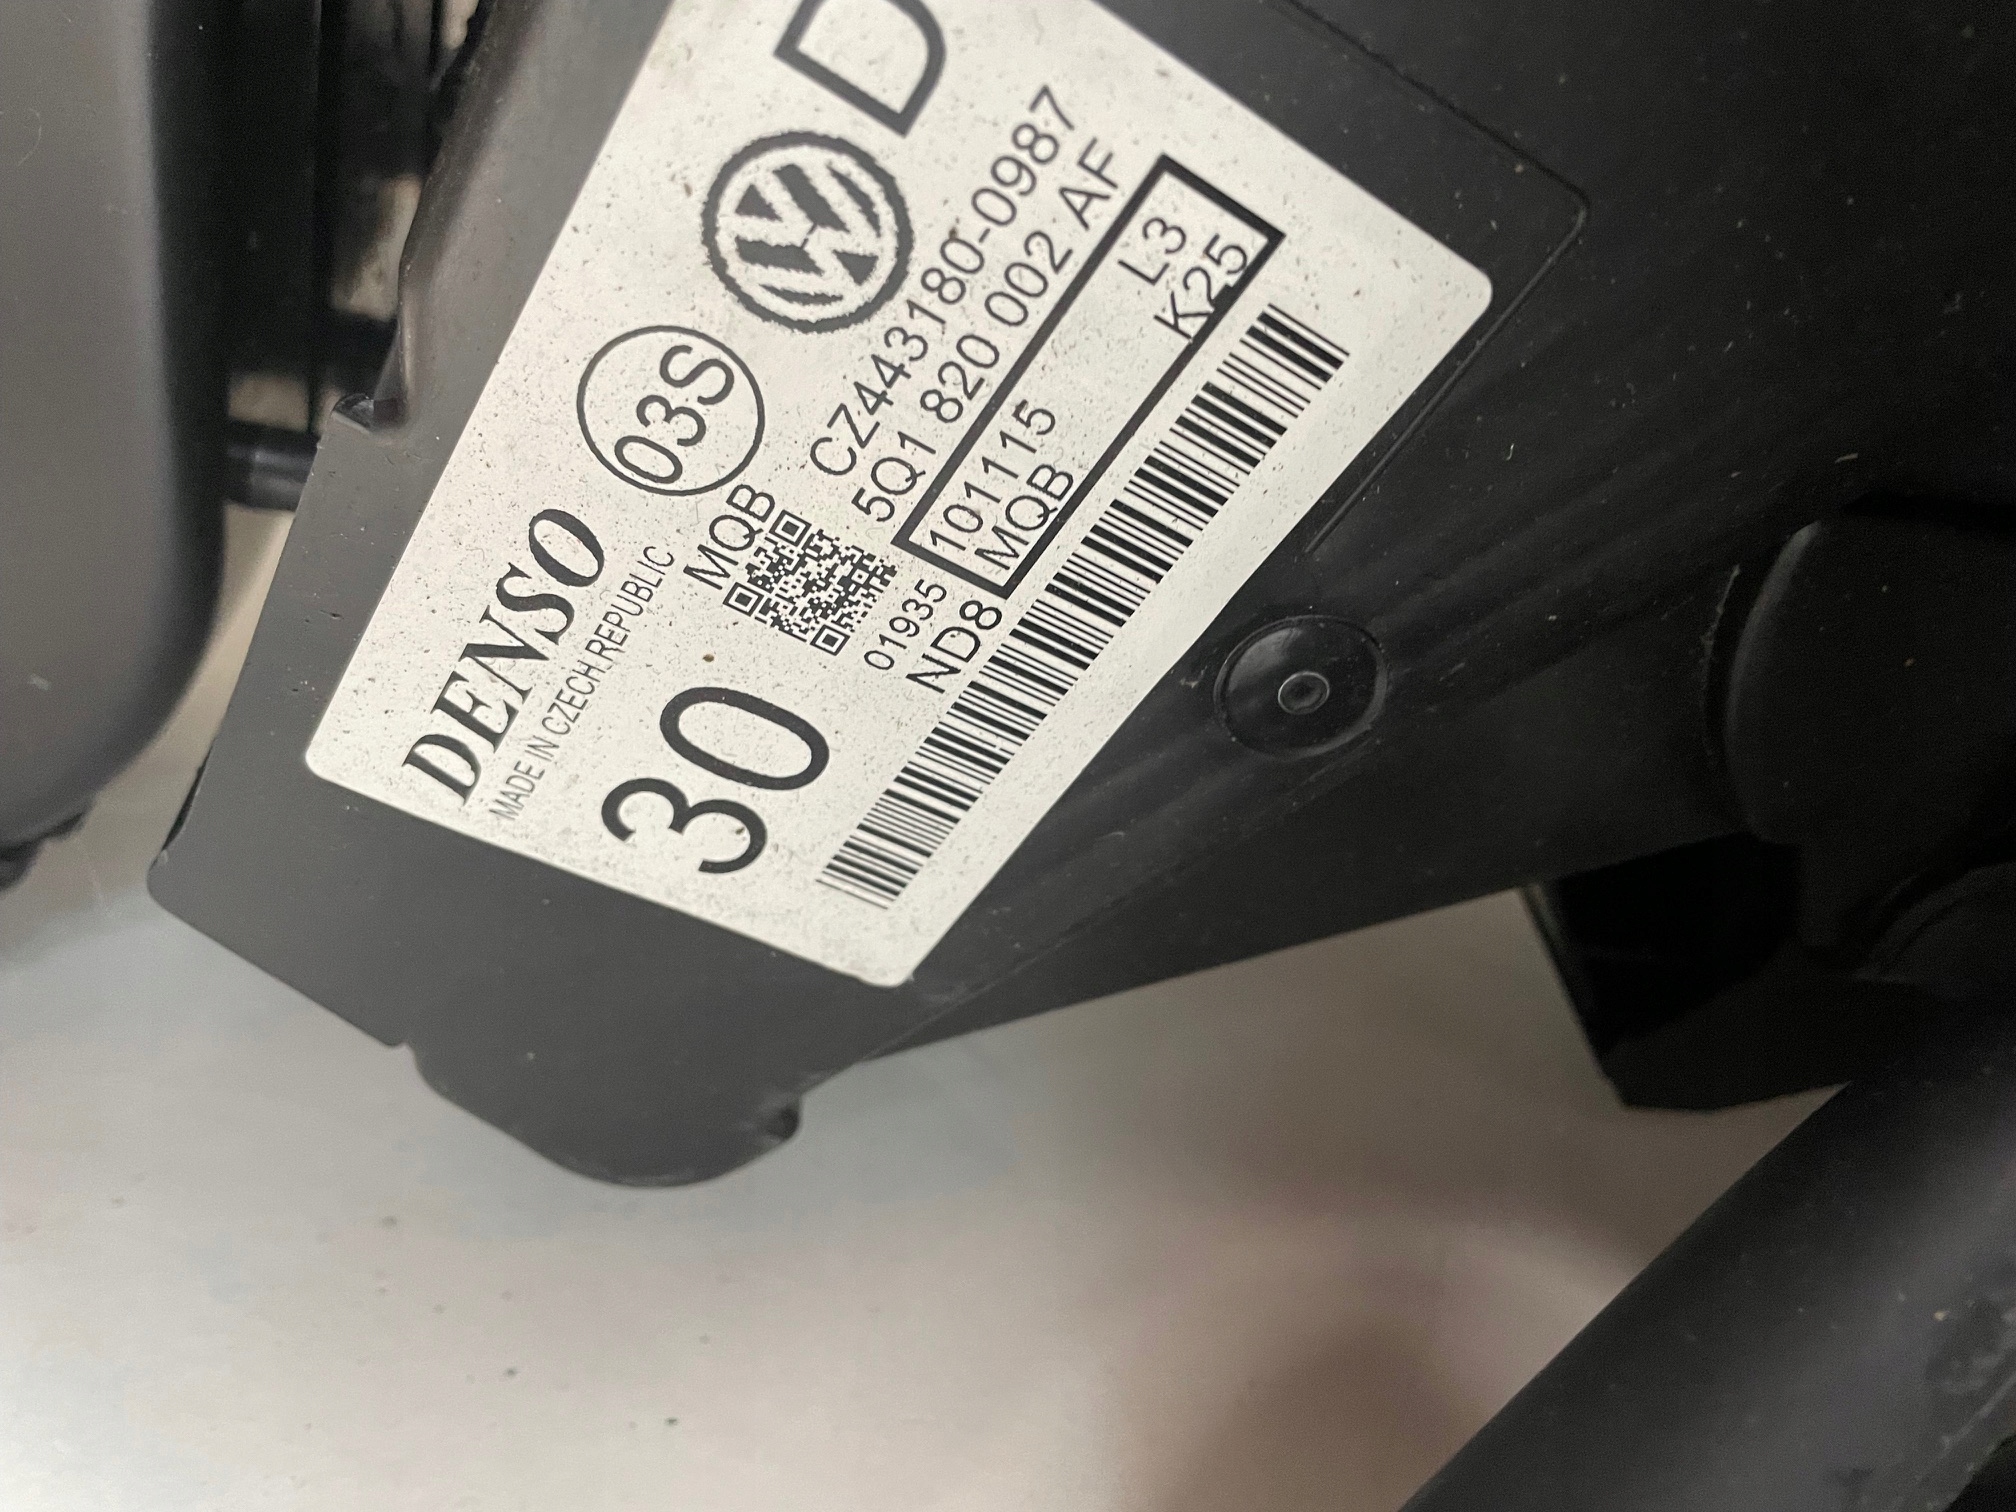 DENSO
MADE IN CZECH REPUBLIC
03S
D
30
MQB
CZ443180-0987
5Q1 820 002 AF
01935
ND8
101115 L3
MQB K25